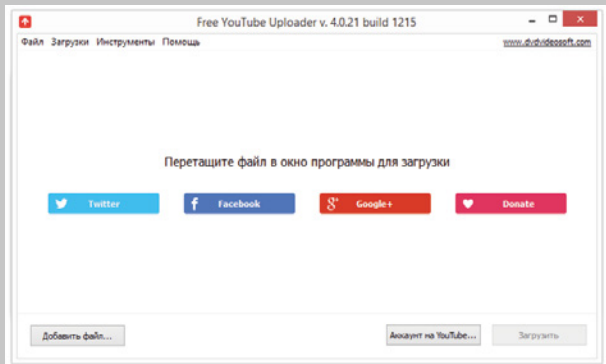 Free YouTube Uploader v. 4.0.21 build 1215
Файл Загрузки Инструменты Помощь www.dvdvideosoft.com
Перетащите файл в окно программы для загрузки
Twitter Facebook Google+ Donate
Добавить файл... Аккаунт на YouTube... Загрузить